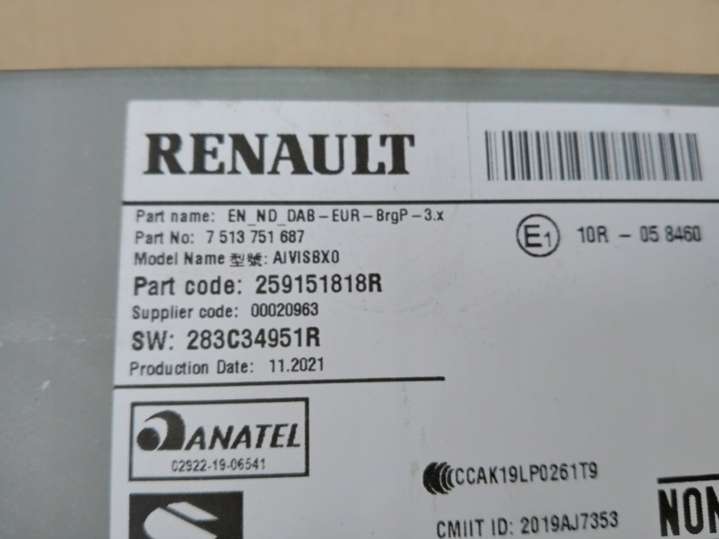 RENAULT
Part name: EN_ND_DAB-EUR-BrgP-3.x
Part No: 7 513 751 687
E1 10R - 05 8460
Model Name 型號: AIVISBX0
Part code: 259151818R
Supplier code: 00020963
SW: 283C34951R
Production Date: 11.2021
ANATEL
02922-19-06541
CCAK19LP0261T9
CMIIT ID: 2019AJ7353
NON